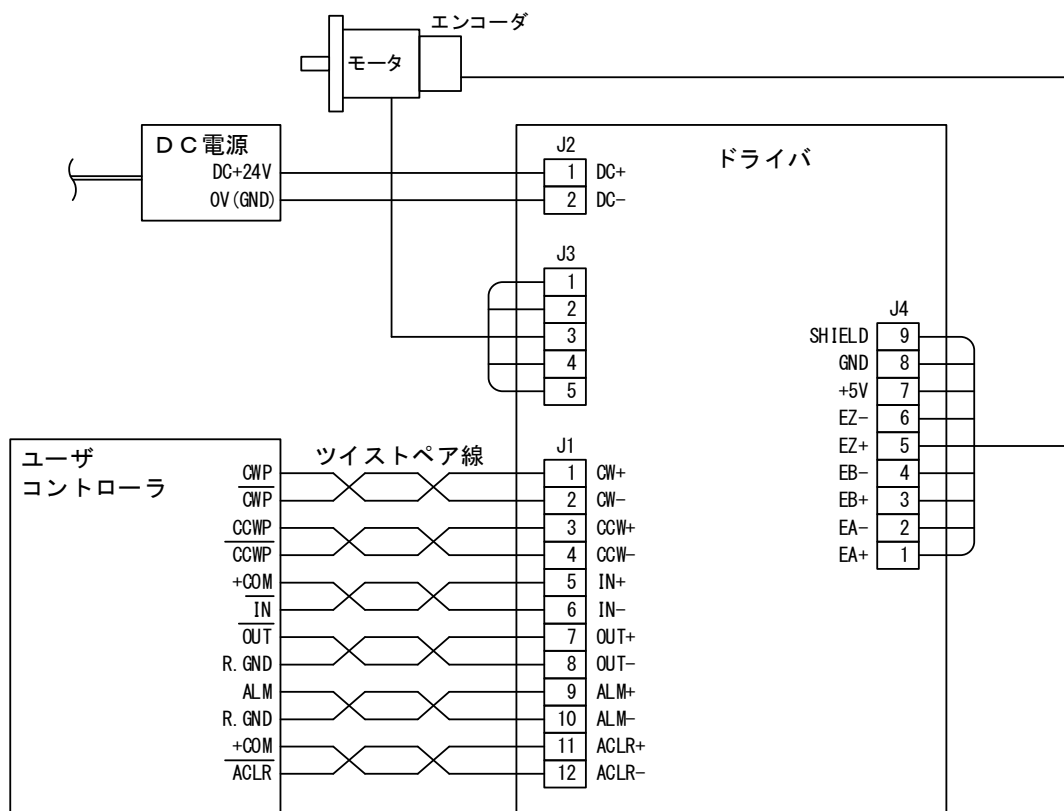 エンコーダ
モータ
DC電源
DC+24V
0V(GND)
J2
1 DC+
2 DC-
ドライバ
J3
1
2
3
4
5
J4
SHIELD 9
GND 8
+5V 7
EZ- 6
EZ+ 5
EB- 4
EB+ 3
EA- 2
EA+ 1
ユーザ
コントローラ
ツイストペア線
J1
CWP 1 CW+
CWP 2 CW-
CCWP 3 CCW+
CCWP 4 CCW-
+COM 5 IN+
IN 6 IN-
OUT 7 OUT+
R.GND 8 OUT-
ALM 9 ALM+
R.GND 10 ALM-
+COM 11 ACLR+
ACLR 12 ACLR-